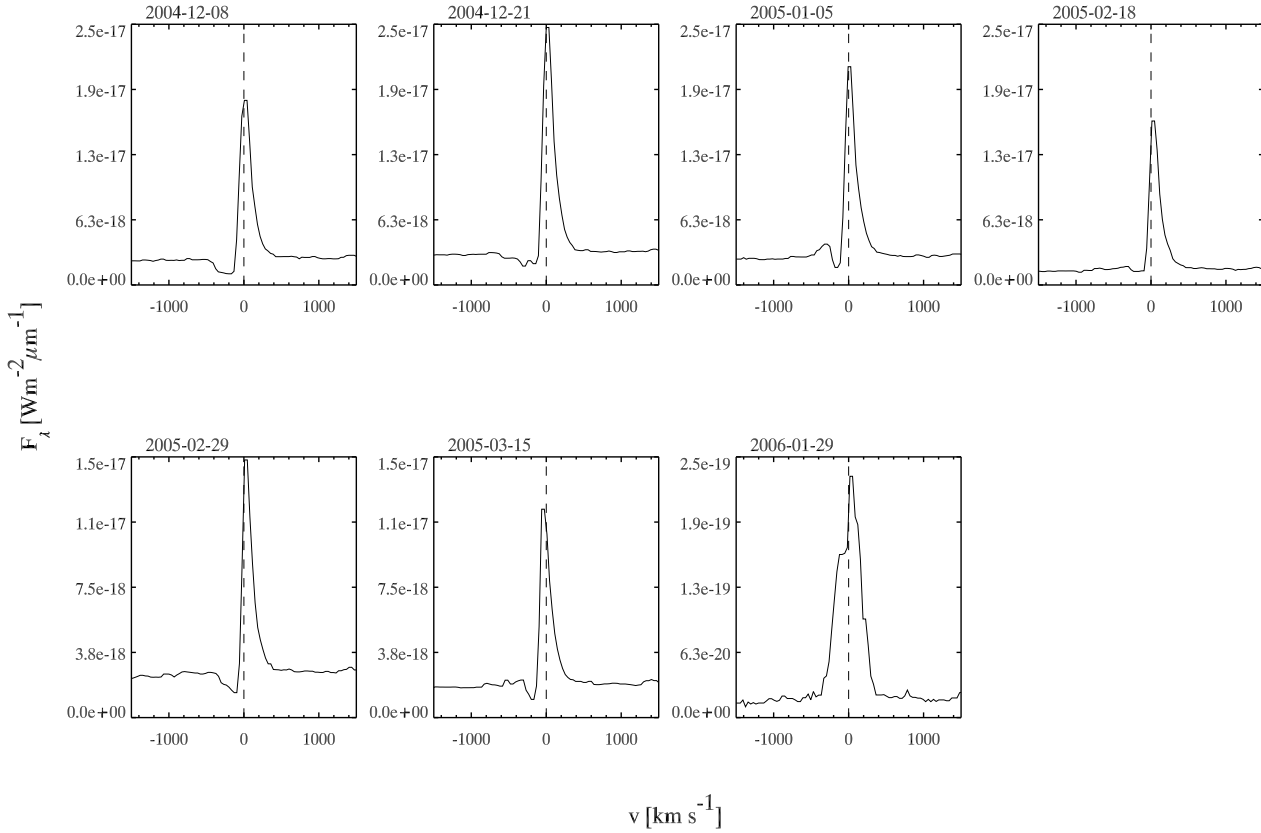 2004-12-08
2.5e-17
1.9e-17
1.3e-17
6.3e-18
0.0e+00
-1000 0 1000
2004-12-21
2.5e-17
1.9e-17
1.3e-17
6.3e-18
0.0e+00
-1000 0 1000
2005-01-05
2.5e-17
1.9e-17
1.3e-17
6.3e-18
0.0e+00
-1000 0 1000
2005-02-18
2.5e-17
1.9e-17
1.3e-17
6.3e-18
0.0e+00
-1000 0 1000
F_λ [Wm^-2 μm^-1]
2005-02-29
1.5e-17
1.1e-17
7.5e-18
3.8e-18
0.0e+00
-1000 0 1000
2005-03-15
1.5e-17
1.1e-17
7.5e-18
3.8e-18
0.0e+00
-1000 0 1000
2006-01-29
2.5e-19
1.9e-19
1.3e-19
6.3e-20
0.0e+00
-1000 0 1000
v [km s^-1]